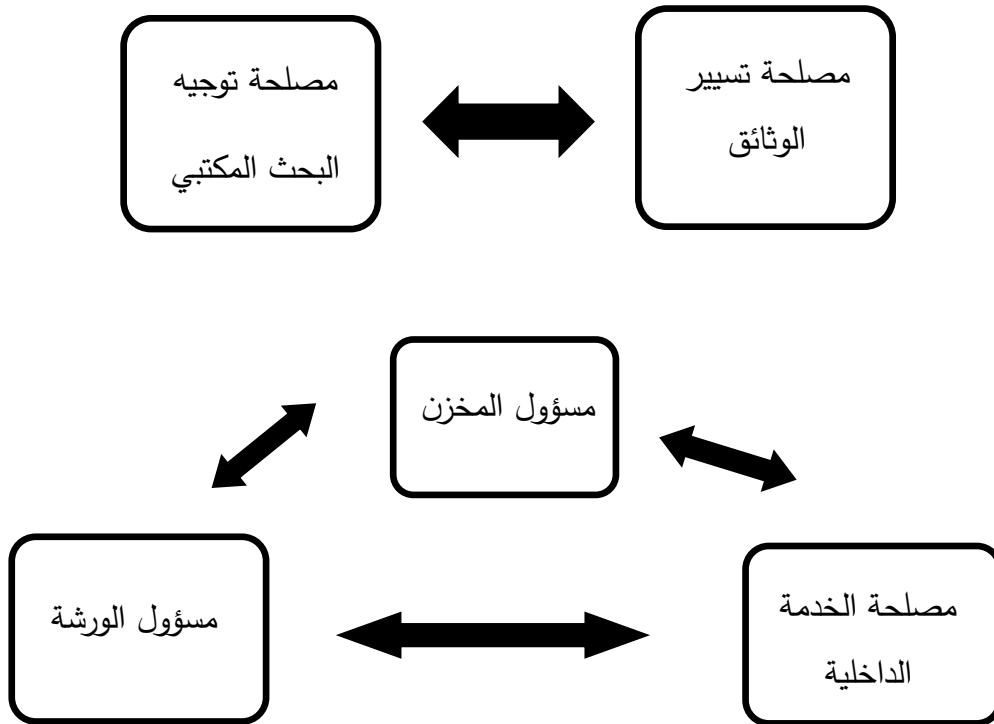 مصلحة تسيير
الوثائق
مصلحة توجيه
البحث المكتبي
مسؤول المخزن
مصلحة الخدمة
الداخلية
مسؤول الورشة